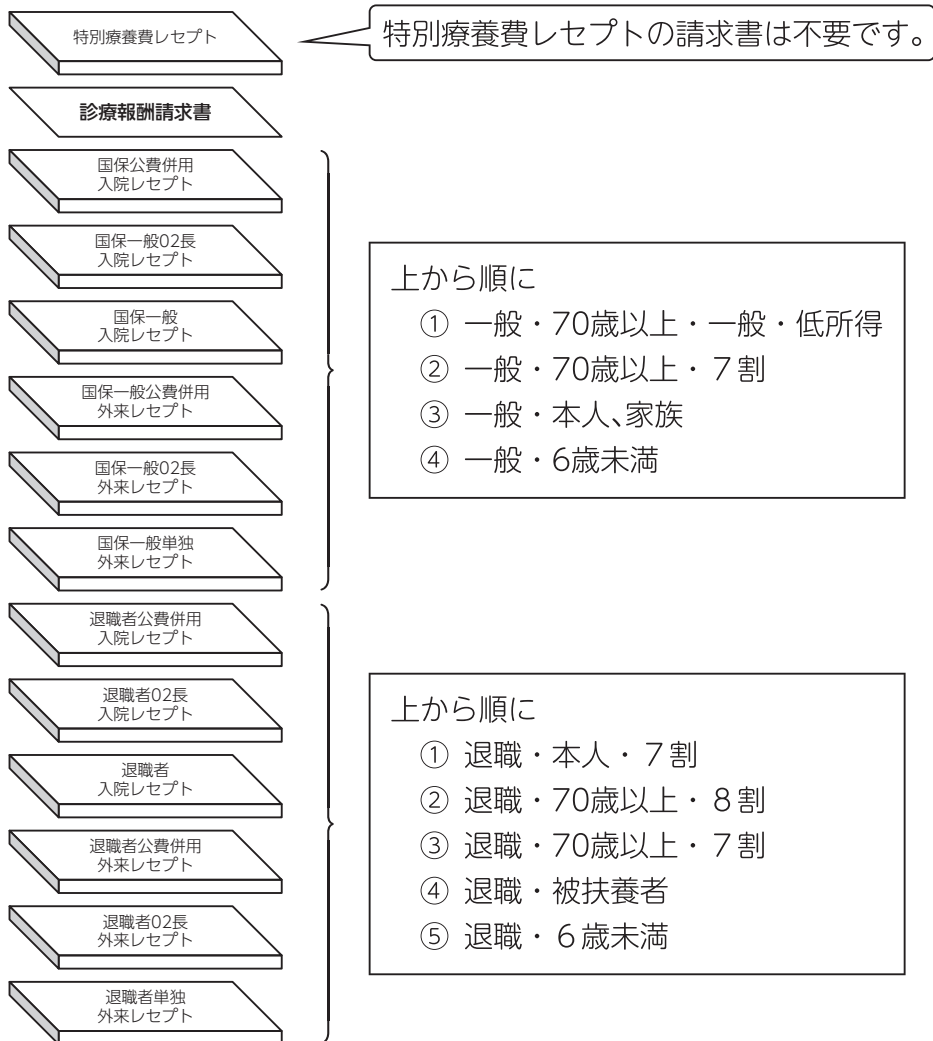 特別療養費レセプト
特別療養費レセプトの請求書は不要です。
診療報酬請求書
国保公費併用
入院レセプト
国保一般02長
入院レセプト
国保一般
入院レセプト
国保一般公費併用
外来レセプト
国保一般02長
外来レセプト
国保一般単独
外来レセプト
上から順に
① 一般・70歳以上・一般・低所得
② 一般・70歳以上・７割
③ 一般・本人、家族
④ 一般・6歳未満
退職者公費併用
入院レセプト
退職者02長
入院レセプト
退職者
入院レセプト
退職者公費併用
外来レセプト
退職者02長
外来レセプト
退職者単独
外来レセプト
上から順に
① 退職・本人・７割
② 退職・70歳以上・８割
③ 退職・70歳以上・７割
④ 退職・被扶養者
⑤ 退職・６歳未満